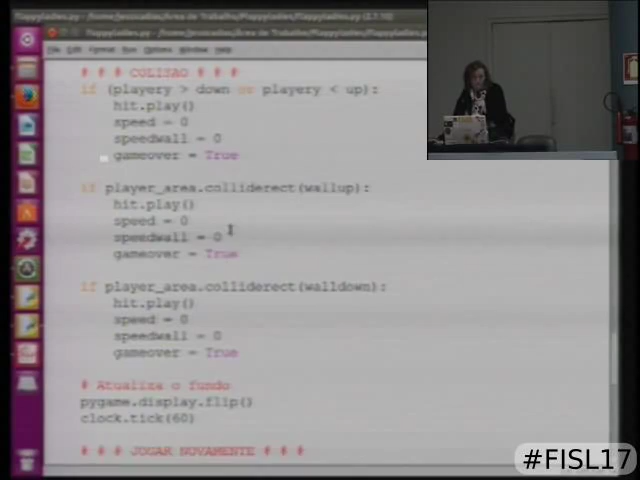 # # # COLISAO # # #
if (playery > down or playery < up):
hit.play()
speed = 0
speedwall = 0
gameover = True
if player_area.colliderect(wallup):
hit.play()
speed = 0
speedwall = 0
gameover = True
if player_area.colliderect(walldown):
hit.play()
speed = 0
speedwall = 0
gameover = True
# Atualiza o fundo
pygame.display.flip()
clock.tick(60)
# # # JOGAR NOVAMENTE # # #
#FISL17